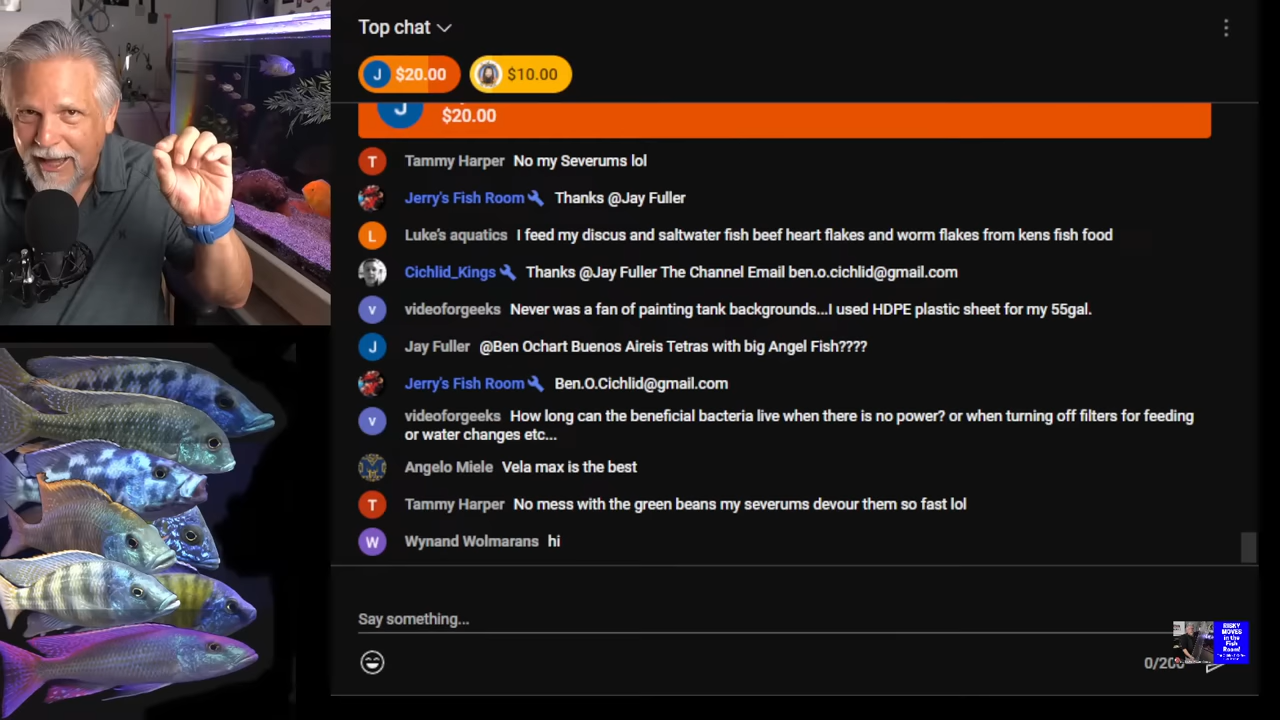 Top chat
J $20.00 $10.00
J $20.00
T Tammy Harper No my Severums lol
Jerry's Fish Room Thanks @Jay Fuller
L Luke's aquatics I feed my discus and saltwater fish beef heart flakes and worm flakes from kens fish food
Cichlid_Kings Thanks @Jay Fuller The Channel Email ben.o.cichlid@gmail.com
v videoforgeeks Never was a fan of painting tank backgrounds...I used HDPE plastic sheet for my 55gal.
J Jay Fuller @Ben Ochart Buenos Aireis Tetras with big Angel Fish????
Jerry's Fish Room Ben.O.Cichlid@gmail.com
v videoforgeeks How long can the beneficial bacteria live when there is no power? or when turning off filters for feeding
or water changes etc...
M Angelo Miele Vela max is the best
T Tammy Harper No mess with the green beans my severums devour them so fast lol
W Wynand Wolmarans hi
Say something...
0/200
RISKY
MOVES
in the
Fish
Room!